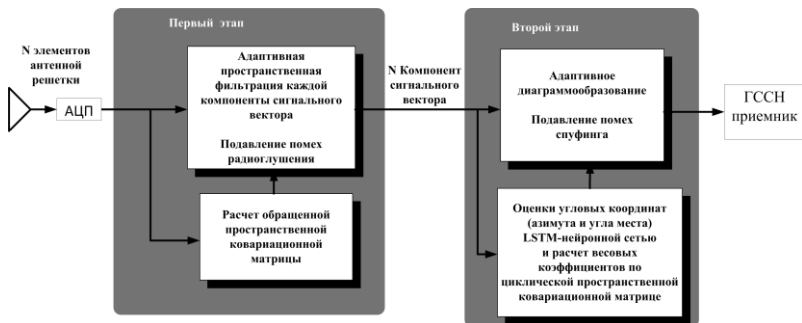 Первый этап
N элементов
антенной
решетки
АЦП
Адаптивная
пространственная
фильтрация каждой
компоненты сигнального
вектора
Подавление помех
радиоглушения
Расчет обращенной
пространственной
ковариационной
матрицы
N Компонент
сигнального
вектора
Второй этап
Адаптивное
диаграммообразование
Подавление помех
спуфинга
Оценки угловых координат
(азимута и угла места)
LSTM-нейронной сетью
и расчет весовых
коэффициентов по
циклической пространственной
ковариационной матрице
ГССН
приемник